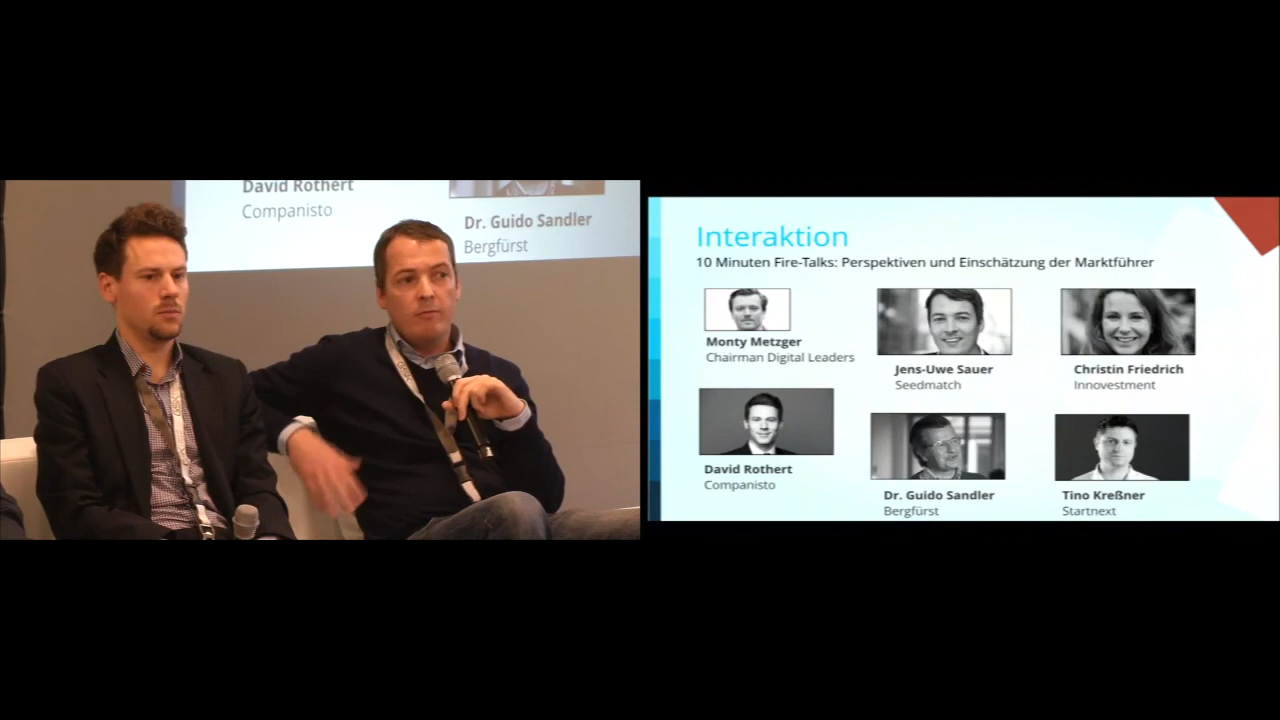 David Rothert
Companisto
Dr. Guido Sandler
Bergfürst
Interaktion
10 Minuten Fire-Talks: Perspektiven und Einschätzung der Marktführer
Monty Metzger
Chairman Digital Leaders
Jens-Uwe Sauer
Seedmatch
Christin Friedrich
Innovestment
David Rothert
Companisto
Dr. Guido Sandler
Bergfürst
Tino Kreßner
Startnext